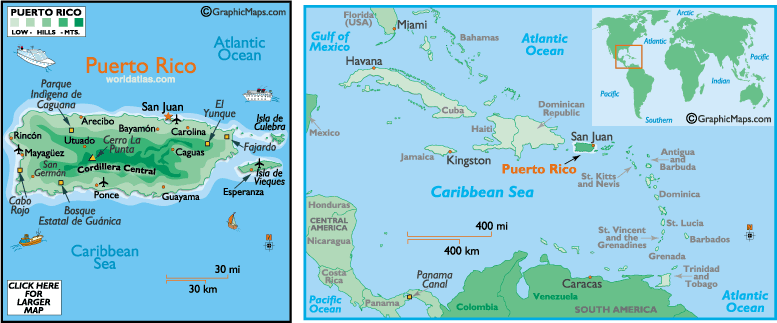 PUERTO RICO
LOW - HILLS - MTS.
©GraphicMaps.com
Atlantic
Ocean
Puerto Rico
worldatlas.com
Parque
Indigena de
Caguana
San Juan
El
Yunque
Isla de
Culebra
Arecibo
Bayamón
Carolina
Rincón
Utuado
Cerro La
Punta
Fajardo
Mayagüez
Caguas
San
Germán
Cordillera Central
Isla de
Vieques
Cabo
Rojo
Ponce
Guayama
Esperanza
Bosque
Estatal de Guánica
Caribbean
Sea
30 mi
30 km
CLICK HERE
FOR
LARGER
MAP
Florida
(USA)
Miami
Gulf of
Mexico
Bahamas
Atlantic
Ocean
Havana
Cuba
Mexico
Dominican
Republic
Haiti
San Juan
Jamaica
Kingston
Puerto Rico
St. Kitts
and Nevis
Antigua
and
Barbuda
Caribbean Sea
Dominica
Honduras
CENTRAL
AMERICA
Nicaragua
400 mi
400 km
St. Lucia
St. Vincent
and the
Grenadines
Barbados
Grenada
Costa
Rica
Panama
Canal
Caracas
Trinidad
and
Tobago
Pacific
Ocean
Panama
Colombia
Venezuela
SOUTH AMERICA
Atlantic
Ocean
Arctic
Atlantic
Pacific
Indian
Pacific
Southern
©GraphicMaps.com